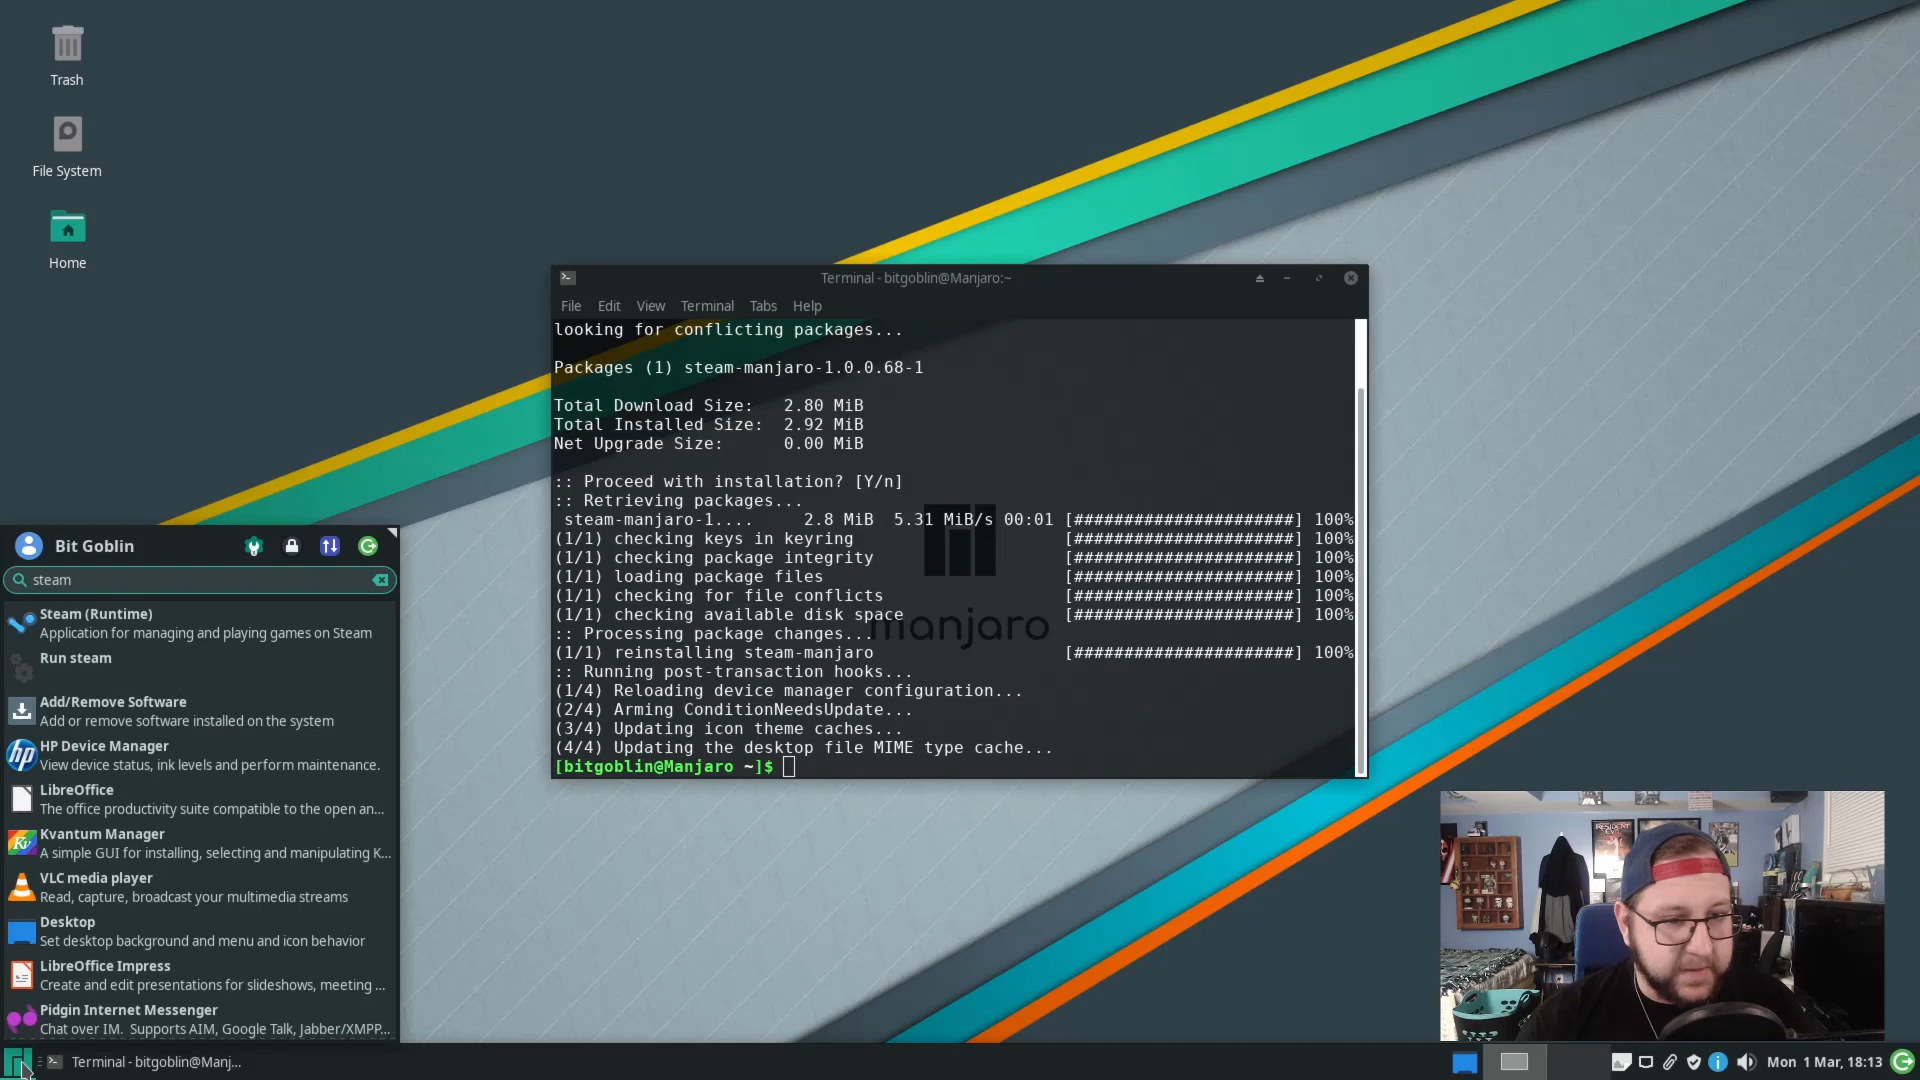 Trash
File System
Home
Terminal - bitgoblin@Manjaro:~
File Edit View Terminal Tabs Help
looking for conflicting packages...
Packages (1) steam-manjaro-1.0.0.68-1
Total Download Size:   2.80 MiB
Total Installed Size:  2.92 MiB
Net Upgrade Size:      0.00 MiB
:: Proceed with installation? [Y/n]
:: Retrieving packages...
steam-manjaro-1....     2.8 MiB  5.31 MiB/s 00:01 [######################] 100%
(1/1) checking keys in keyring                     [######################] 100%
(1/1) checking package integrity                   [######################] 100%
(1/1) loading package files                        [######################] 100%
(1/1) checking for file conflicts                  [######################] 100%
(1/1) checking available disk space                [######################] 100%
:: Processing package changes...
(1/1) reinstalling steam-manjaro                   [######################] 100%
:: Running post-transaction hooks...
(1/4) Reloading device manager configuration...
(2/4) Arming ConditionNeedsUpdate...
(3/4) Updating icon theme caches...
(4/4) Updating the desktop file MIME type cache...
[bitgoblin@Manjaro ~]$
manjaro
Bit Goblin
steam
Steam (Runtime)
Application for managing and playing games on Steam
Run steam
Add/Remove Software
Add or remove software installed on the system
HP Device Manager
View device status, ink levels and perform maintenance.
LibreOffice
The office productivity suite compatible to the open an...
Kvantum Manager
A simple GUI for installing, selecting and manipulating K...
VLC media player
Read, capture, broadcast your multimedia streams
Desktop
Set desktop background and menu and icon behavior
LibreOffice Impress
Create and edit presentations for slideshows, meeting ...
Pidgin Internet Messenger
Chat over IM.  Supports AIM, Google Talk, Jabber/XMPP...
RESIDENT EVIL
Terminal - bitgoblin@Manj...
Mon 1 Mar, 18:13